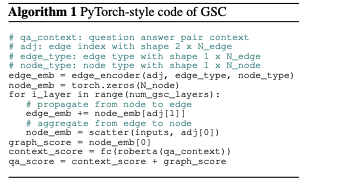 Algorithm 1 PyTorch-style code of GSC
# qa_context: question answer pair context
# adj: edge index with shape 2 x N_edge
# edge_type: edge type with shape 1 x N_edge
# node_type: node type with shape 1 x N_node
edge_emb = edge_encoder(adj, edge_type, node_type)
node_emb = torch.zeros(N_node)
for i_layer in range(num_gsc_layers):
# propagate from node to edge
edge_emb += node_emb[adj[1]]
# aggregate from edge to node
node_emb = scatter(inputs, adj[0])
graph_score = node_emb[0]
context_score = fc(roberta(qa_context))
qa_score = context_score + graph_score